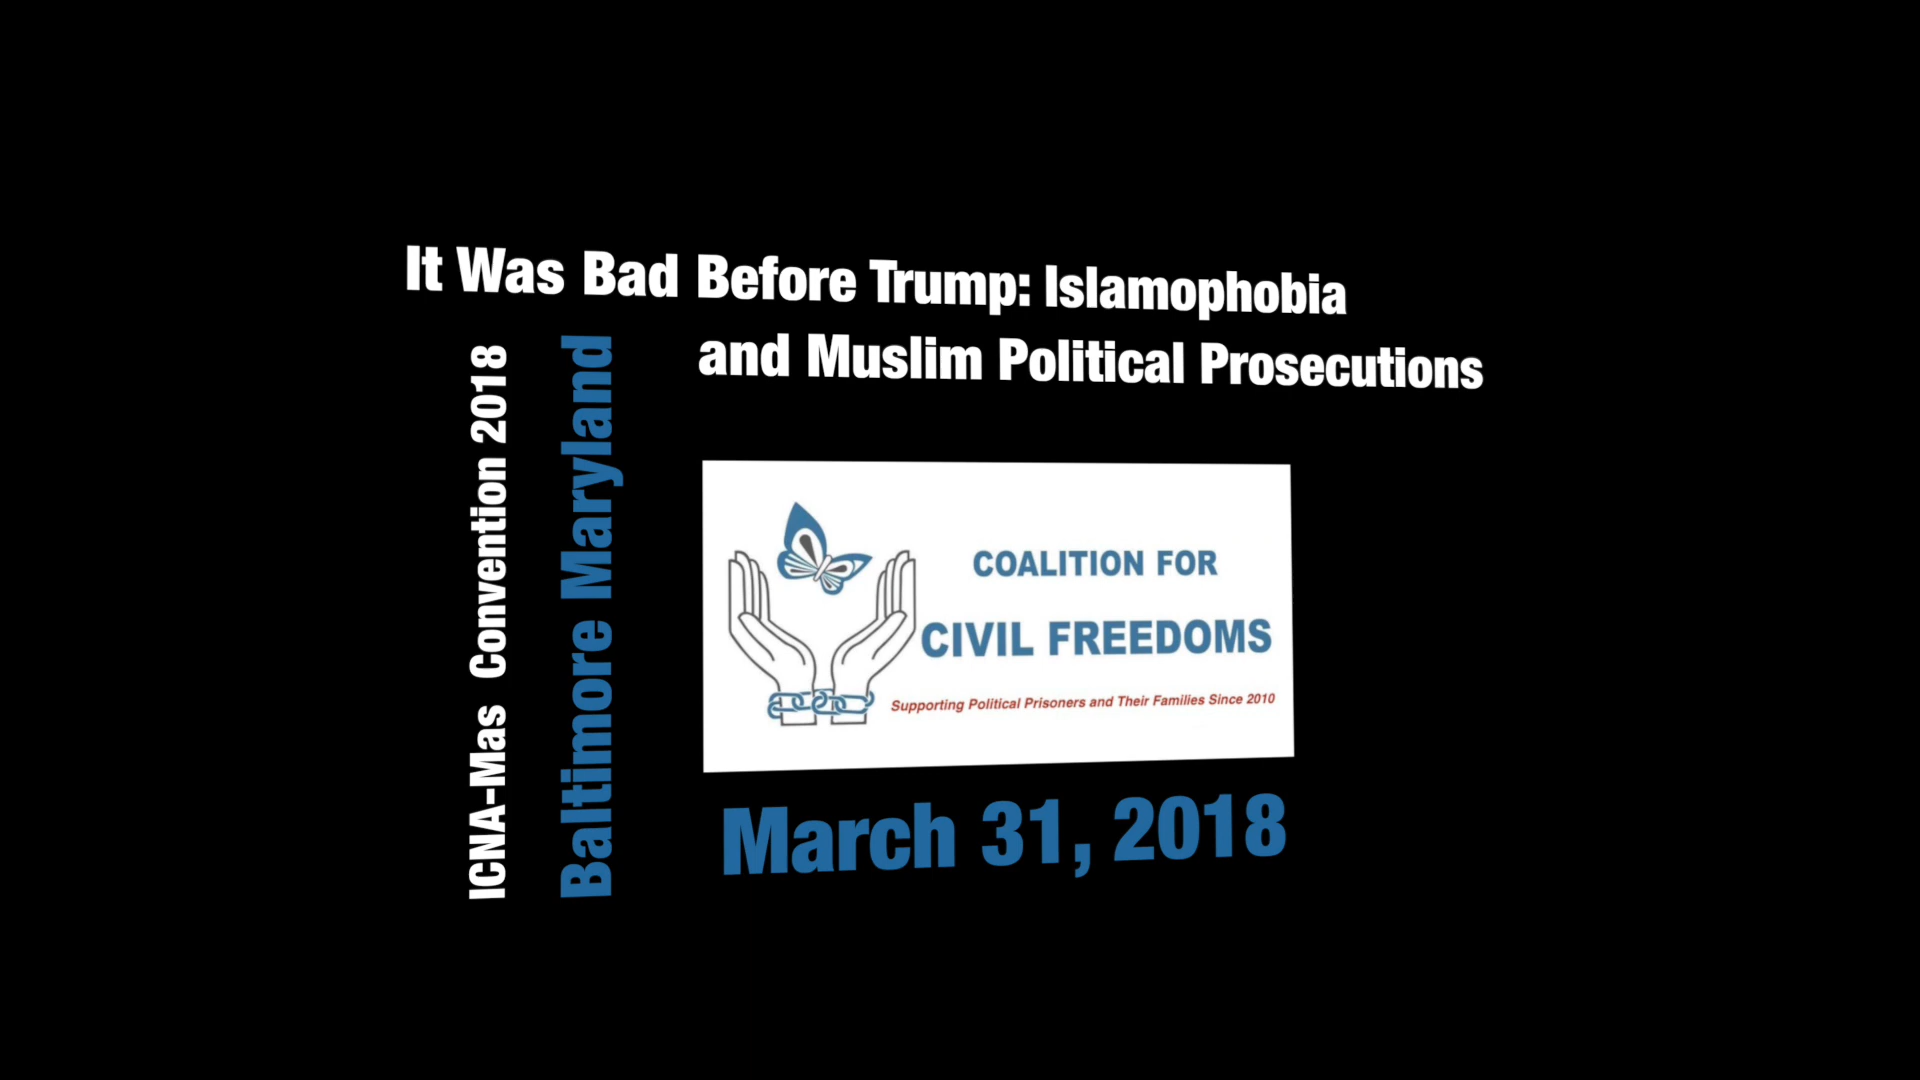 It Was Bad Before Trump: Islamophobia
and Muslim Political Prosecutions
ICNA-Mas Convention 2018
Baltimore Maryland
COALITION FOR
CIVIL FREEDOMS
Supporting Political Prisoners and Their Families Since 2010
March 31, 2018